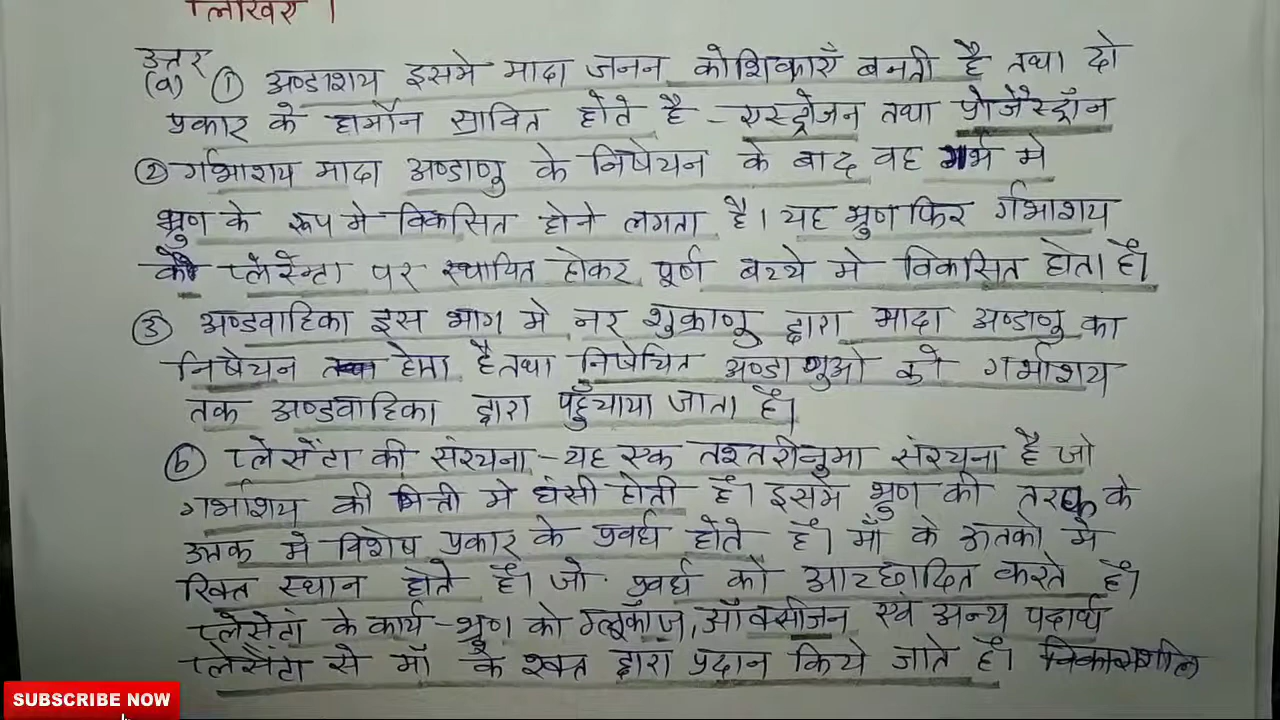 लिखिए ।
उत्तर
(a) ① अण्डाशय इसमे मादा जनन कोशिकाएँ बनती है तथा दो
प्रकार के हार्मोन स्रावित होते है - एस्ट्रोजन तथा प्रोजेस्ट्रॉन
② गर्भाशय मादा अण्डाणु के निषेचन के बाद वह गर्भ मे
भ्रुण के रूप मे विकसित होने लगता है। यह भ्रुण फिर र्गभाशय
के प्लेसेन्टा पर स्थापित होकर पूर्ण बच्चे मे विकसित होता है।
③ अण्डवाहिका इस भाग मे नर शुक्राणु द्वारा मादा अण्डाणु का
निषेचन होता है तथा निषेचित अण्डाणुओ को गर्भाशय
तक अण्डवाहिका द्वारा पहुँचाया जाता है।
(b) प्लेसेंटा की संरचना - यह एक तश्तरीनुमा संरचना है जो
गर्भाशय की भित्ती मे धंसी होती है। इसमे भ्रुण की तरफ के
उत्तक मे विशेष प्रकार के प्रवर्ध होते है। माँ के ऊतको मे
रिक्त स्थान होते है। जो प्रवर्ध को आच्छादित करते है।
प्लेसेंटा के कार्य - भ्रुण को ग्लूकॉज, ऑक्सीजन एवं अन्य पदार्थ
प्लेसेंटा से माँ के रक्त द्वारा प्रदान किये जाते है। विकासशील
SUBSCRIBE NOW